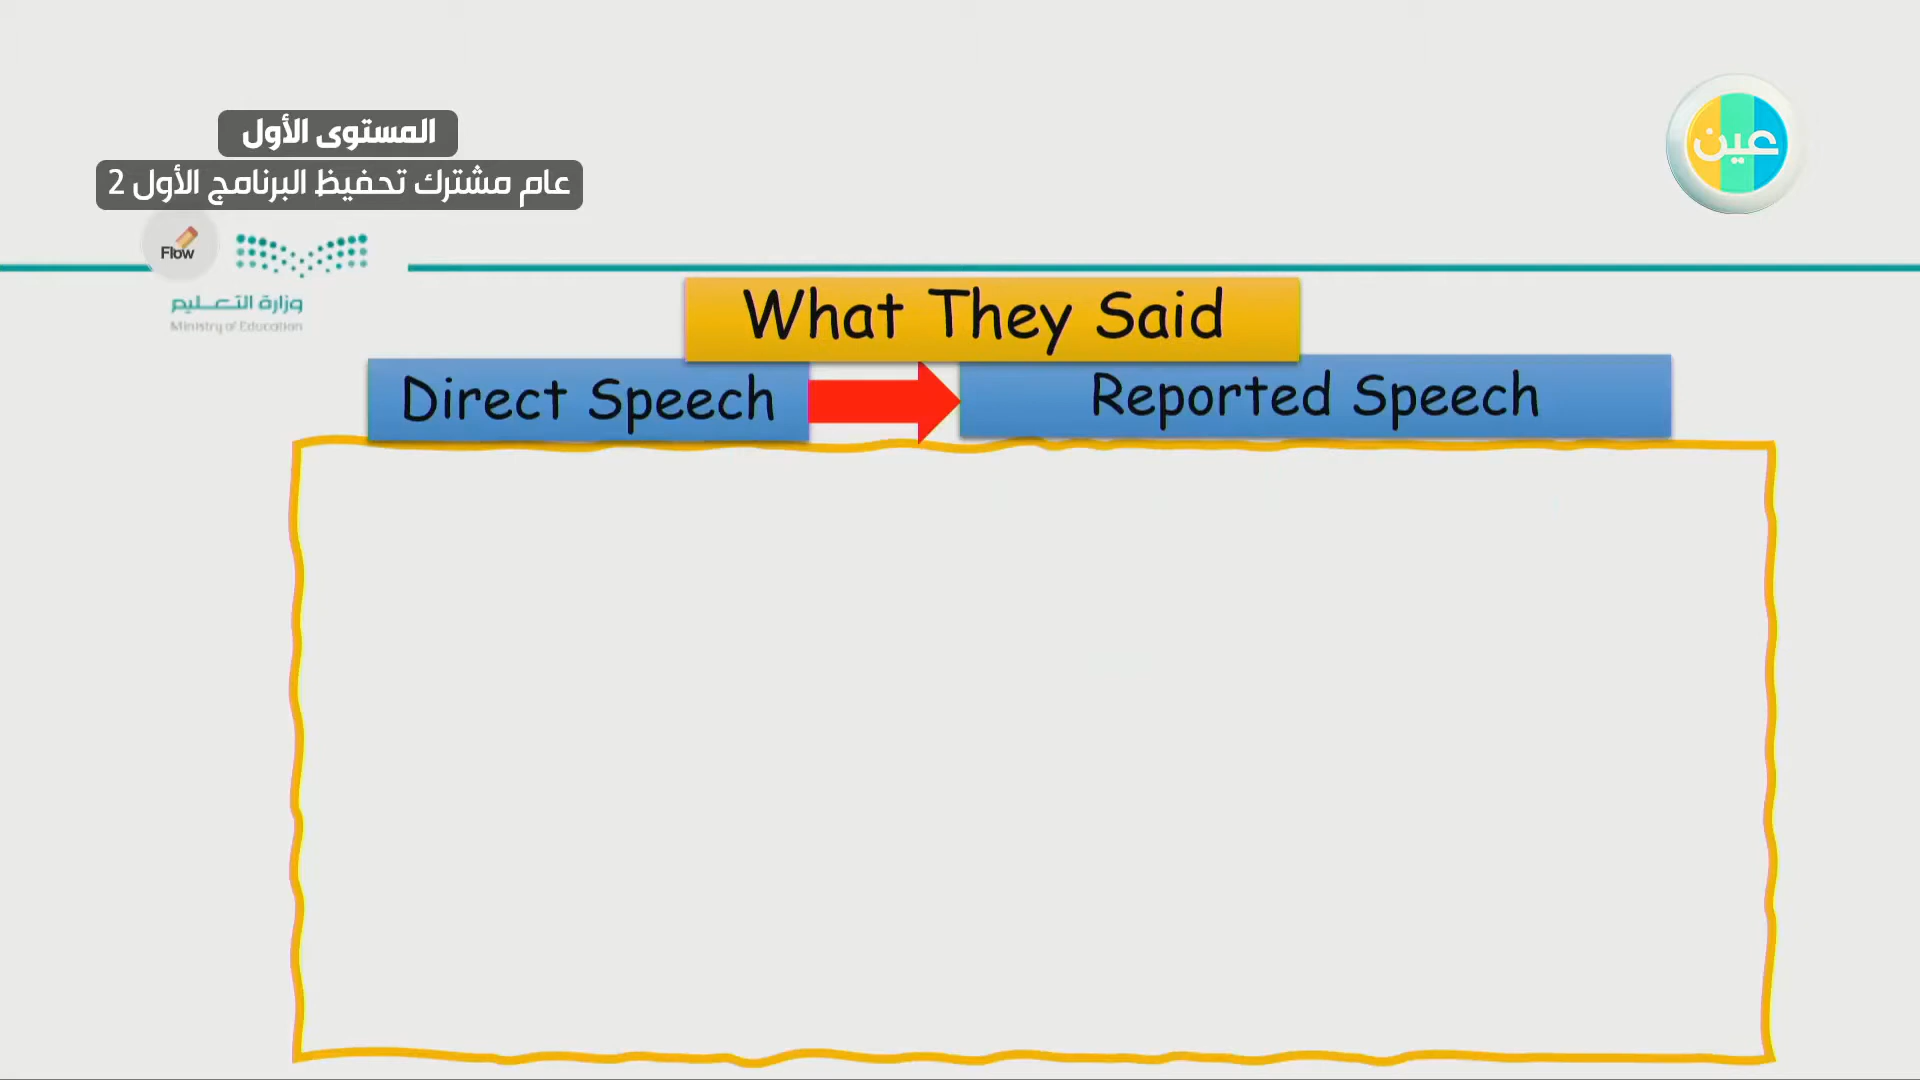 المستوى الأول
عام مشترك تحفيظ البرنامج الأول 2
عين
Flow
وزارة التعليم
Ministry of Education
What They Said
Direct Speech
Reported Speech